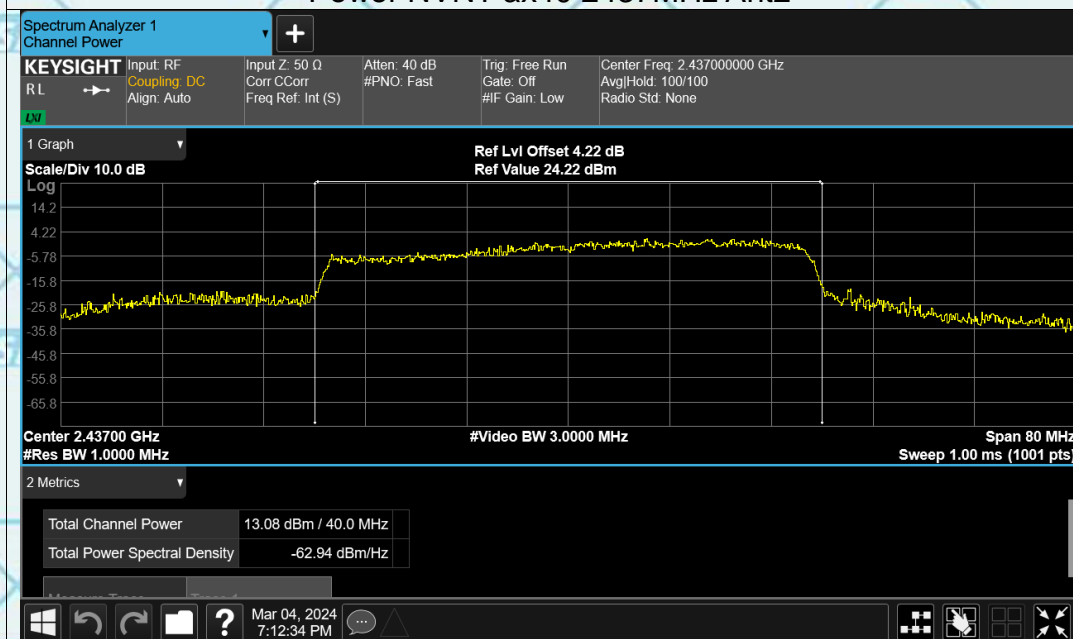 Power NVNT ax40 2437MHz Ant2
Spectrum Analyzer 1
Channel Power
+
KEYSIGHT
RL
LXI
Input: RF
Coupling: DC
Align: Auto
Input Z: 50 Ω
Corr CCorr
Freq Ref: Int (S)
Atten: 40 dB
#PNO: Fast
Trig: Free Run
Gate: Off
#IF Gain: Low
Center Freq: 2.437000000 GHz
Avg|Hold: 100/100
Radio Std: None
1 Graph
Scale/Div 10.0 dB
Ref Lvl Offset 4.22 dB
Ref Value 24.22 dBm
Log
14.2
4.22
-5.78
-15.8
-25.8
-35.8
-45.8
-55.8
-65.8
Center 2.43700 GHz
#Res BW 1.0000 MHz
#Video BW 3.0000 MHz
Span 80 MHz
Sweep 1.00 ms (1001 pts)
2 Metrics
Total Channel Power 13.08 dBm / 40.0 MHz
Total Power Spectral Density -62.94 dBm/Hz
?
Mar 04, 2024
7:12:34 PM